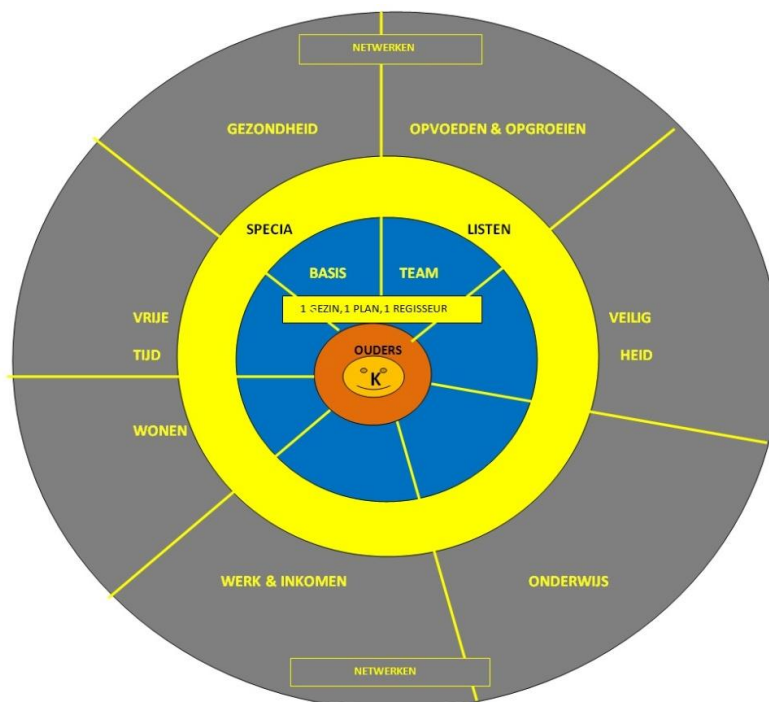 NETWERKEN
GEZONDHEID
OPVOEDEN & OPGROEIEN
SPECIA
LISTEN
BASIS
TEAM
1 GEZIN, 1 PLAN, 1 REGISSEUR
VRIJE
TIJD
VEILIG
HEID
OUDERS
K
WONEN
WERK & INKOMEN
ONDERWIJS
NETWERKEN